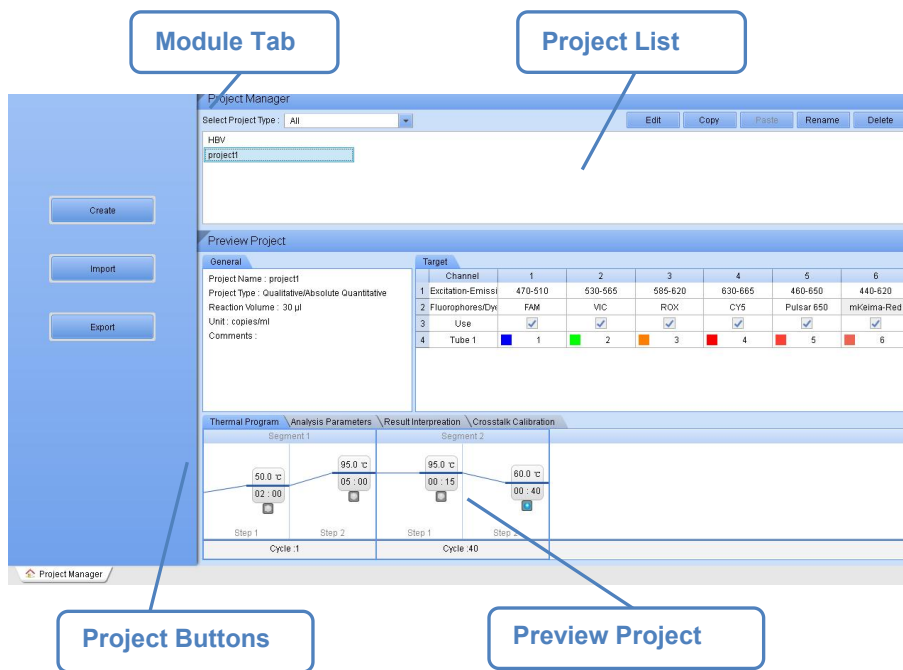 Module Tab
Project List
Project Manager
Select Project Type : All
Edit Copy Paste Rename Delete
HBV
project1
Create
Import
Export
Preview Project
General
Project Name : project1
Project Type : Qualitative/Absolute Quantitative
Reaction Volume : 30 µl
Unit : copies/ml
Comments :
Target
Channel 1 2 3 4 5 6
1 Excitation-Emissi 470-510 530-565 585-620 630-665 460-650 440-620
2 Fluorophores/Dye FAM VIC ROX CY5 Pulsar 650 mKeima-Red
3 Use
4 Tube 1 1 2 3 4 5 6
Thermal Program Analysis Parameters Result Interpreation Crosstalk Calibration
Segment 1 Segment 2
50.0 ℃ 95.0 ℃ 95.0 ℃ 60.0 ℃
02 : 00 05 : 00 00 : 15 00 : 40
Step 1 Step 2 Step 1 Step 2
Cycle :1 Cycle :40
Project Manager
Project Buttons
Preview Project